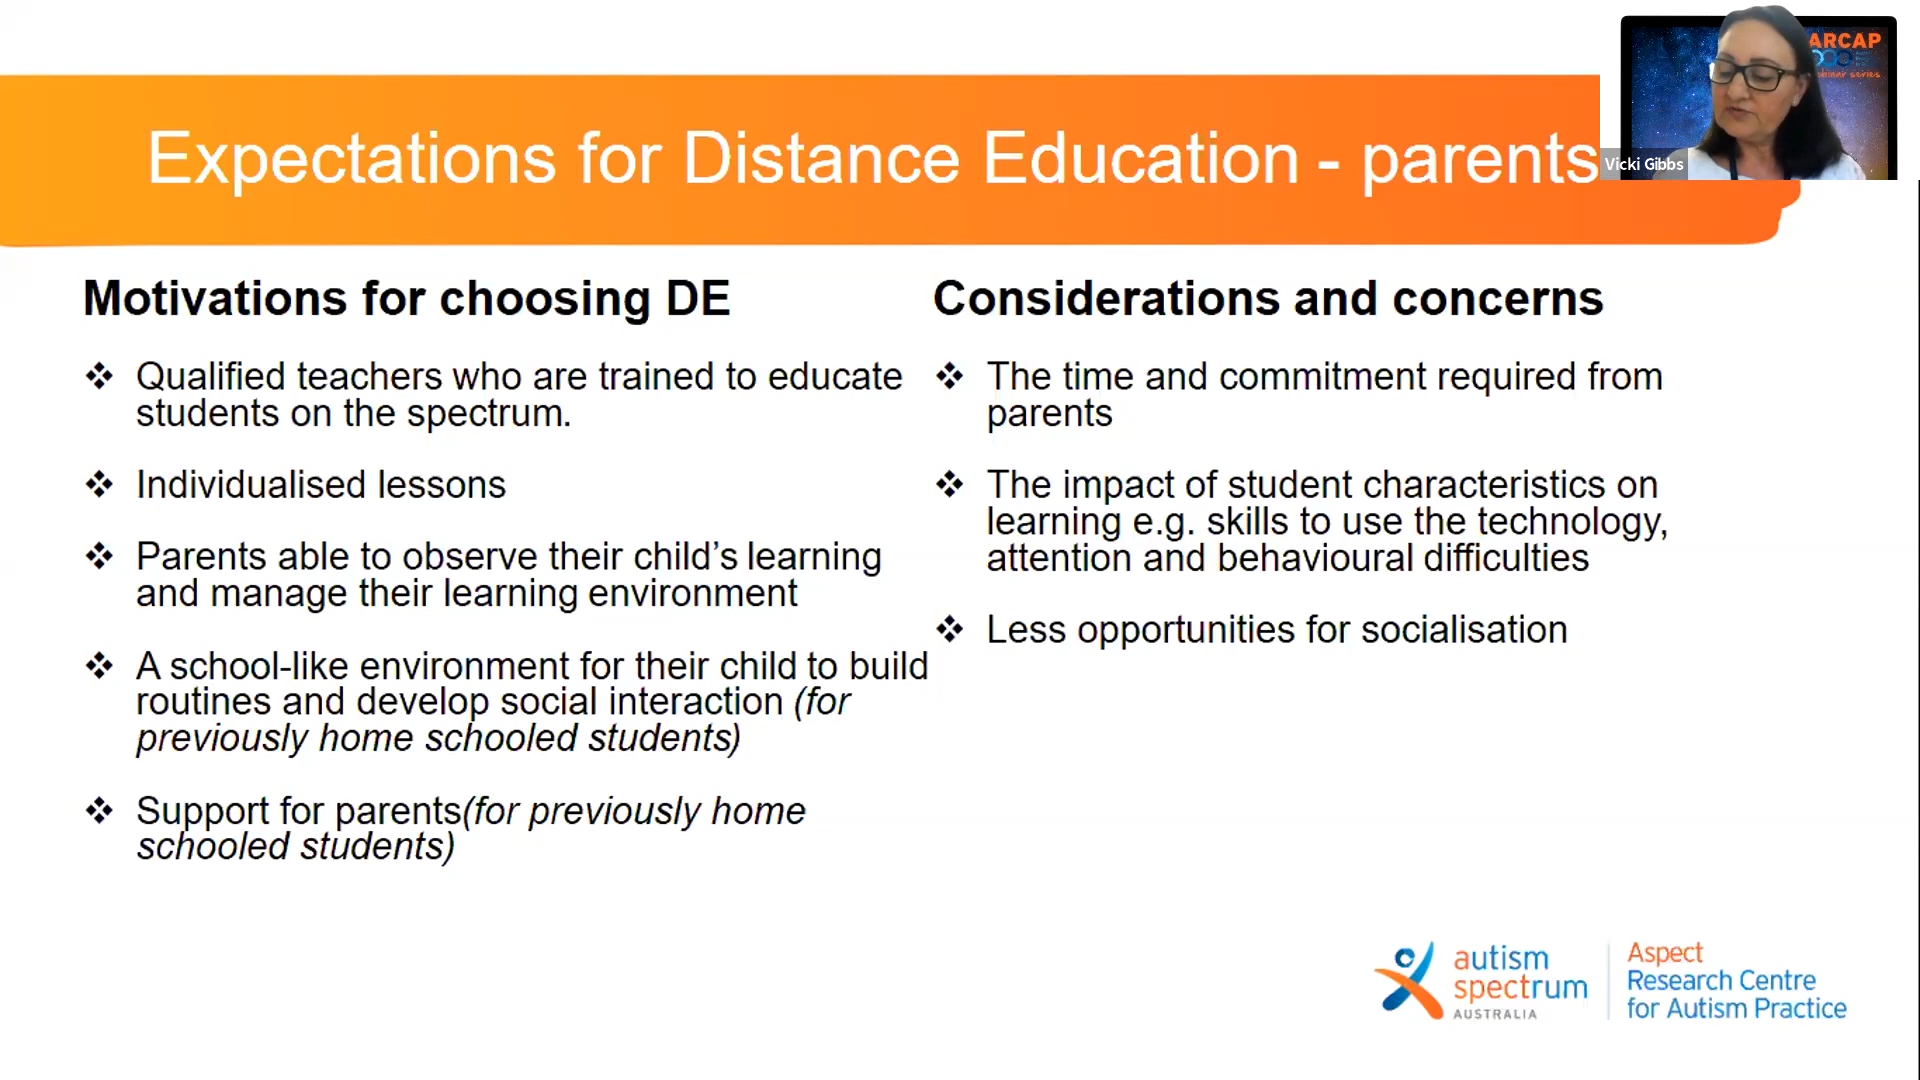 Expectations for Distance Education - parents
ARCAP
Vicki Gibbs
Motivations for choosing DE
❖ Qualified teachers who are trained to educate
students on the spectrum.
❖ Individualised lessons
❖ Parents able to observe their child’s learning
and manage their learning environment
❖ A school-like environment for their child to build
routines and develop social interaction (for
previously home schooled students)
❖ Support for parents(for previously home
schooled students)
Considerations and concerns
❖ The time and commitment required from
parents
❖ The impact of student characteristics on
learning e.g. skills to use the technology,
attention and behavioural difficulties
❖ Less opportunities for socialisation
autism
spectrum
AUSTRALIA
Aspect
Research Centre
for Autism Practice